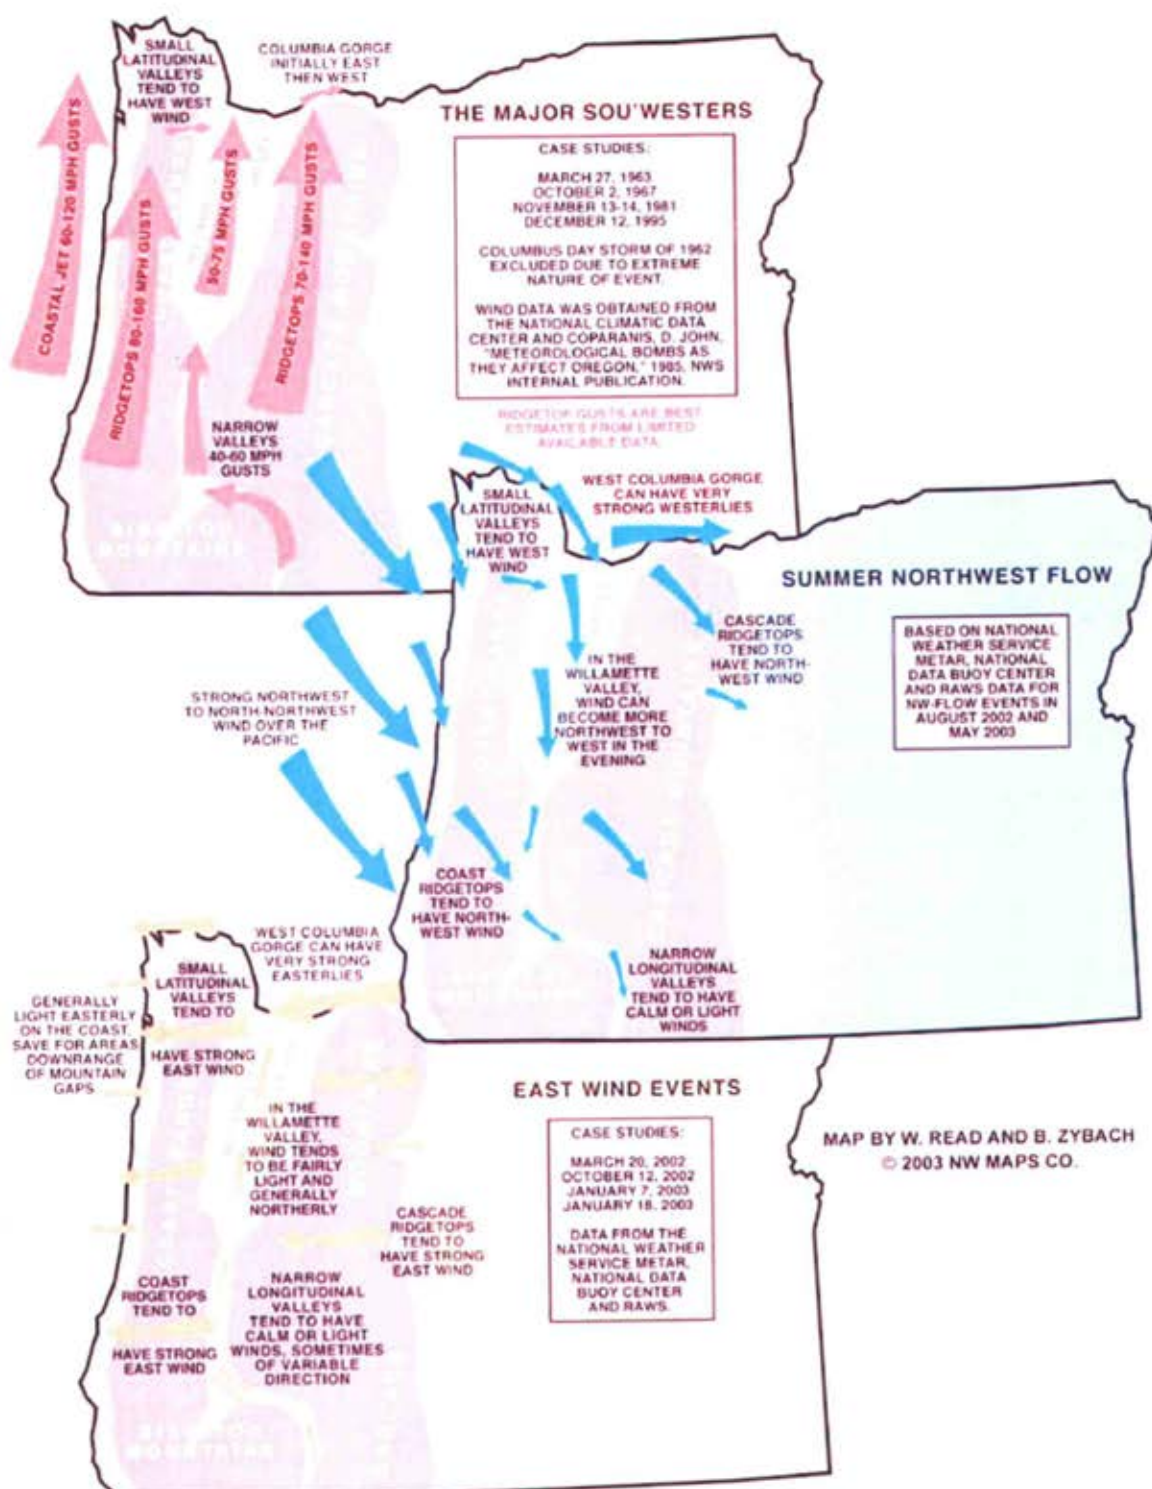 SMALL
LATITUDINAL
VALLEYS
TEND TO
HAVE WEST
WIND
COLUMBIA GORGE
INITIALLY EAST
THEN WEST
COASTAL JET 60-120 MPH GUSTS
RIDGETOPS 80-160 MPH GUSTS
50-75 MPH GUSTS
RIDGETOPS 70-140 MPH GUSTS
NARROW
VALLEYS
40-60 MPH
GUSTS
THE MAJOR SOU'WESTERS
CASE STUDIES:
MARCH 27, 1963
OCTOBER 2, 1967
NOVEMBER 13-14, 1981
DECEMBER 12, 1995
COLUMBUS DAY STORM OF 1962
EXCLUDED DUE TO EXTREME
NATURE OF EVENT.
WIND DATA WAS OBTAINED FROM
THE NATIONAL CLIMATIC DATA
CENTER AND COPARANIS, D. JOHN,
"METEOROLOGICAL BOMBS AS
THEY AFFECT OREGON," 1985, NWS
INTERNAL PUBLICATION.
RIDGETOP GUSTS ARE BEST
ESTIMATES FROM LIMITED
AVAILABLE DATA.
SMALL
LATITUDINAL
VALLEYS
TEND TO
HAVE WEST
WIND
WEST COLUMBIA GORGE
CAN HAVE VERY
STRONG WESTERLIES
SUMMER NORTHWEST FLOW
BASED ON NATIONAL
WEATHER SERVICE
METAR, NATIONAL
DATA BUOY CENTER
AND RAWS DATA FOR
NW-FLOW EVENTS IN
AUGUST 2002 AND
MAY 2003
CASCADE
RIDGETOPS
TEND TO
HAVE NORTH-
WEST WIND
IN THE
WILLAMETTE
VALLEY,
WIND CAN
BECOME MORE
NORTHWEST TO
WEST IN THE
EVENING
STRONG NORTHWEST
TO NORTH-NORTHWEST
WIND OVER THE
PACIFIC
COAST
RIDGETOPS
TEND TO
HAVE NORTH-
WEST WIND
NARROW
LONGITUDINAL
VALLEYS
TEND TO HAVE
CALM OR LIGHT
WINDS
WEST COLUMBIA
GORGE CAN HAVE
VERY STRONG
EASTERLIES
SMALL
LATITUDINAL
VALLEYS
TEND TO
HAVE STRONG
EAST WIND
GENERALLY
LIGHT EASTERLY
ON THE COAST,
SAVE FOR AREAS
DOWNRANGE
OF MOUNTAIN
GAPS
EAST WIND EVENTS
CASE STUDIES:
MARCH 20, 2002
OCTOBER 12, 2002
JANUARY 7, 2003
JANUARY 18, 2003
DATA FROM THE
NATIONAL WEATHER
SERVICE METAR,
NATIONAL DATA
BUOY CENTER
AND RAWS.
IN THE
WILLAMETTE
VALLEY,
WIND TENDS
TO BE FAIRLY
LIGHT AND
GENERALLY
NORTHERLY
CASCADE
RIDGETOPS
TEND TO
HAVE STRONG
EAST WIND
COAST
RIDGETOPS
TEND TO
HAVE STRONG
EAST WIND
NARROW
LONGITUDINAL
VALLEYS
TEND TO HAVE
CALM OR LIGHT
WINDS, SOMETIMES
OF VARIABLE
DIRECTION
MAP BY W. READ AND B. ZYBACH
© 2003 NW MAPS CO.